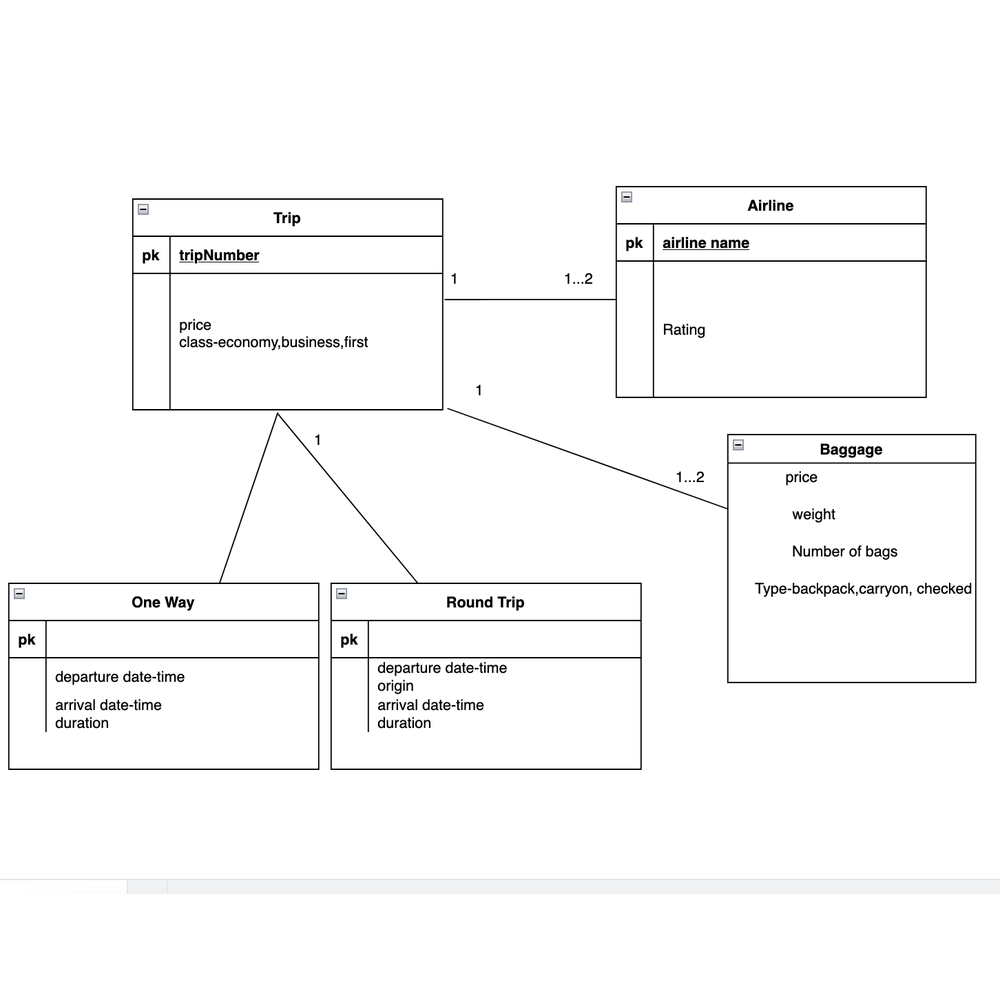 Trip
pk tripNumber
price
class-economy,business,first
Airline
pk airline name
Rating
1 1...2
1
1...2
1
Baggage
price
weight
Number of bags
Type-backpack,carryon, checked
One Way
pk
departure date-time
arrival date-time
duration
Round Trip
pk
departure date-time
origin
arrival date-time
duration